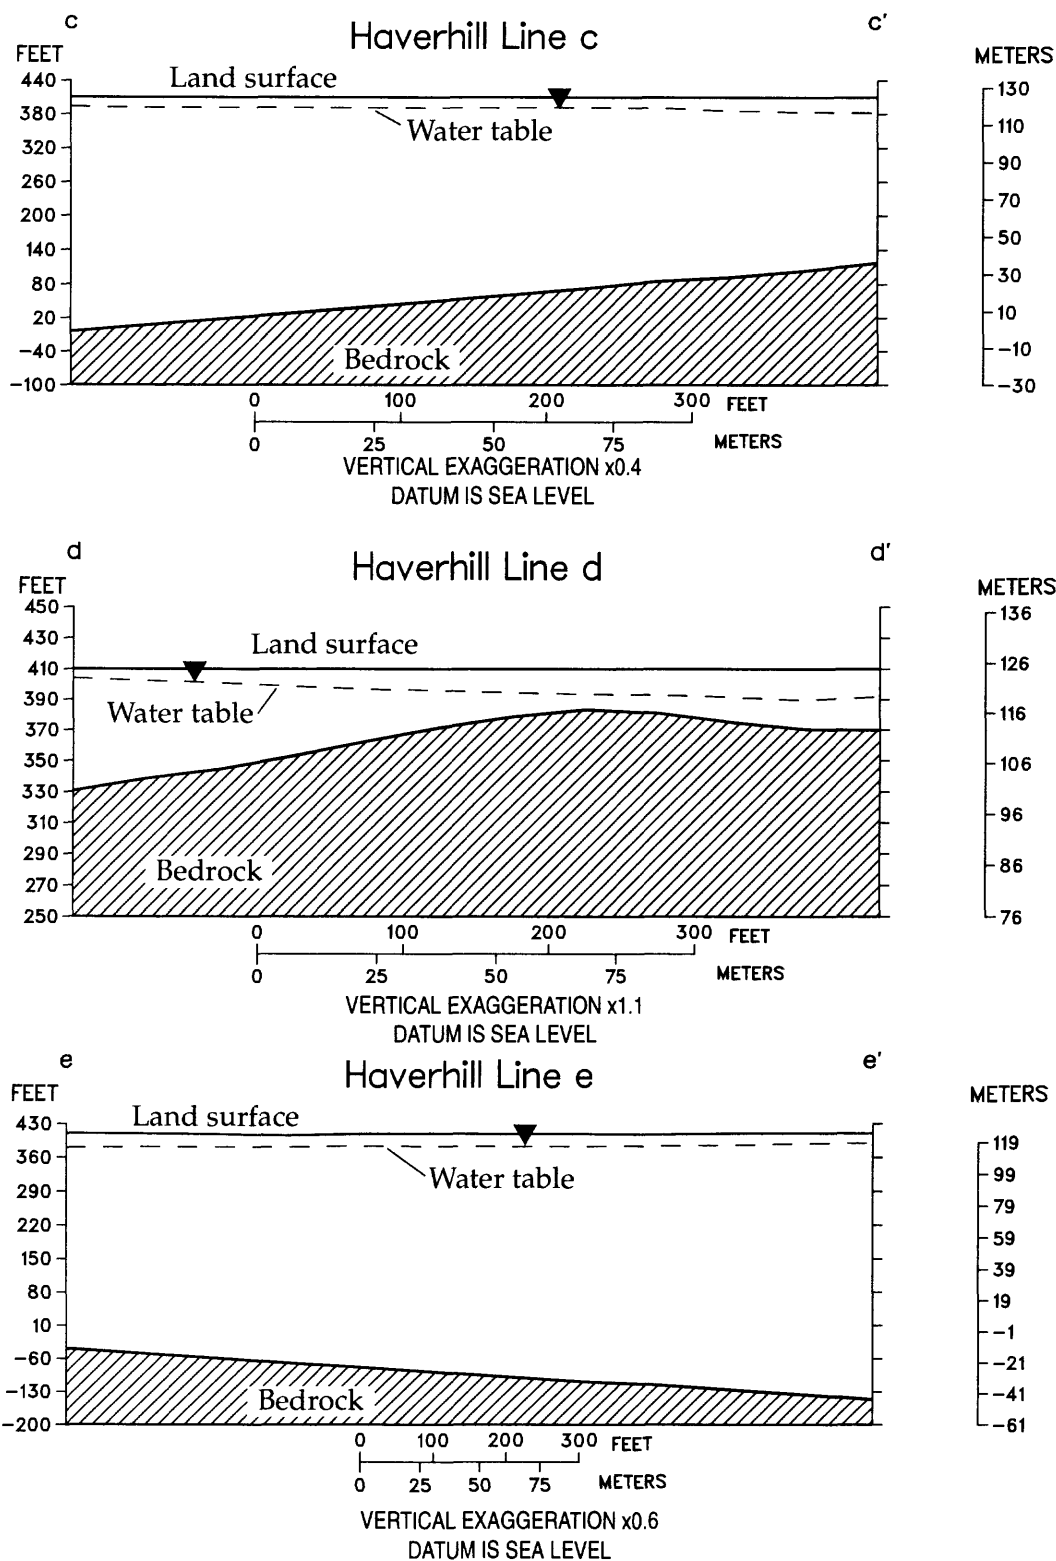 c c'
Haverhill Line c
FEET METERS
Land surface
Water table
440
380
320
260
200
140
80
20
-40
-100
130
110
90
70
50
30
10
-10
-30
Bedrock
0 100 200 300 FEET
0 25 50 75 METERS
VERTICAL EXAGGERATION x0.4
DATUM IS SEA LEVEL
d d'
Haverhill Line d
FEET METERS
Land surface
Water table
450
430
410
390
370
350
330
310
290
270
250
136
126
116
106
96
86
76
Bedrock
0 100 200 300 FEET
0 25 50 75 METERS
VERTICAL EXAGGERATION x1.1
DATUM IS SEA LEVEL
e e'
Haverhill Line e
FEET METERS
Land surface
Water table
430
360
290
220
150
80
10
-60
-130
-200
119
99
79
59
39
19
-1
-21
-41
-61
Bedrock
0 100 200 300 FEET
0 25 50 75 METERS
VERTICAL EXAGGERATION x0.6
DATUM IS SEA LEVEL